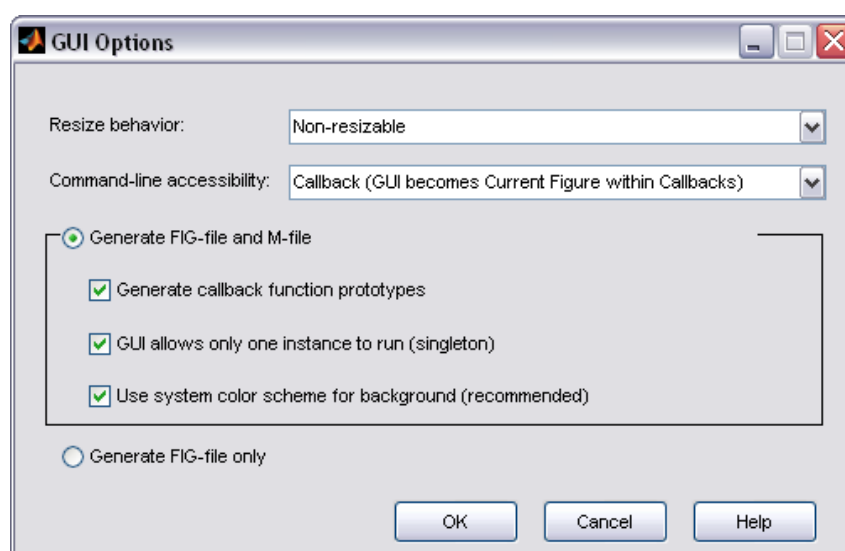 GUI Options
Resize behavior: Non-resizable
Command-line accessibility: Callback (GUI becomes Current Figure within Callbacks)
Generate FIG-file and M-file
Generate callback function prototypes
GUI allows only one instance to run (singleton)
Use system color scheme for background (recommended)
Generate FIG-file only
OK Cancel Help